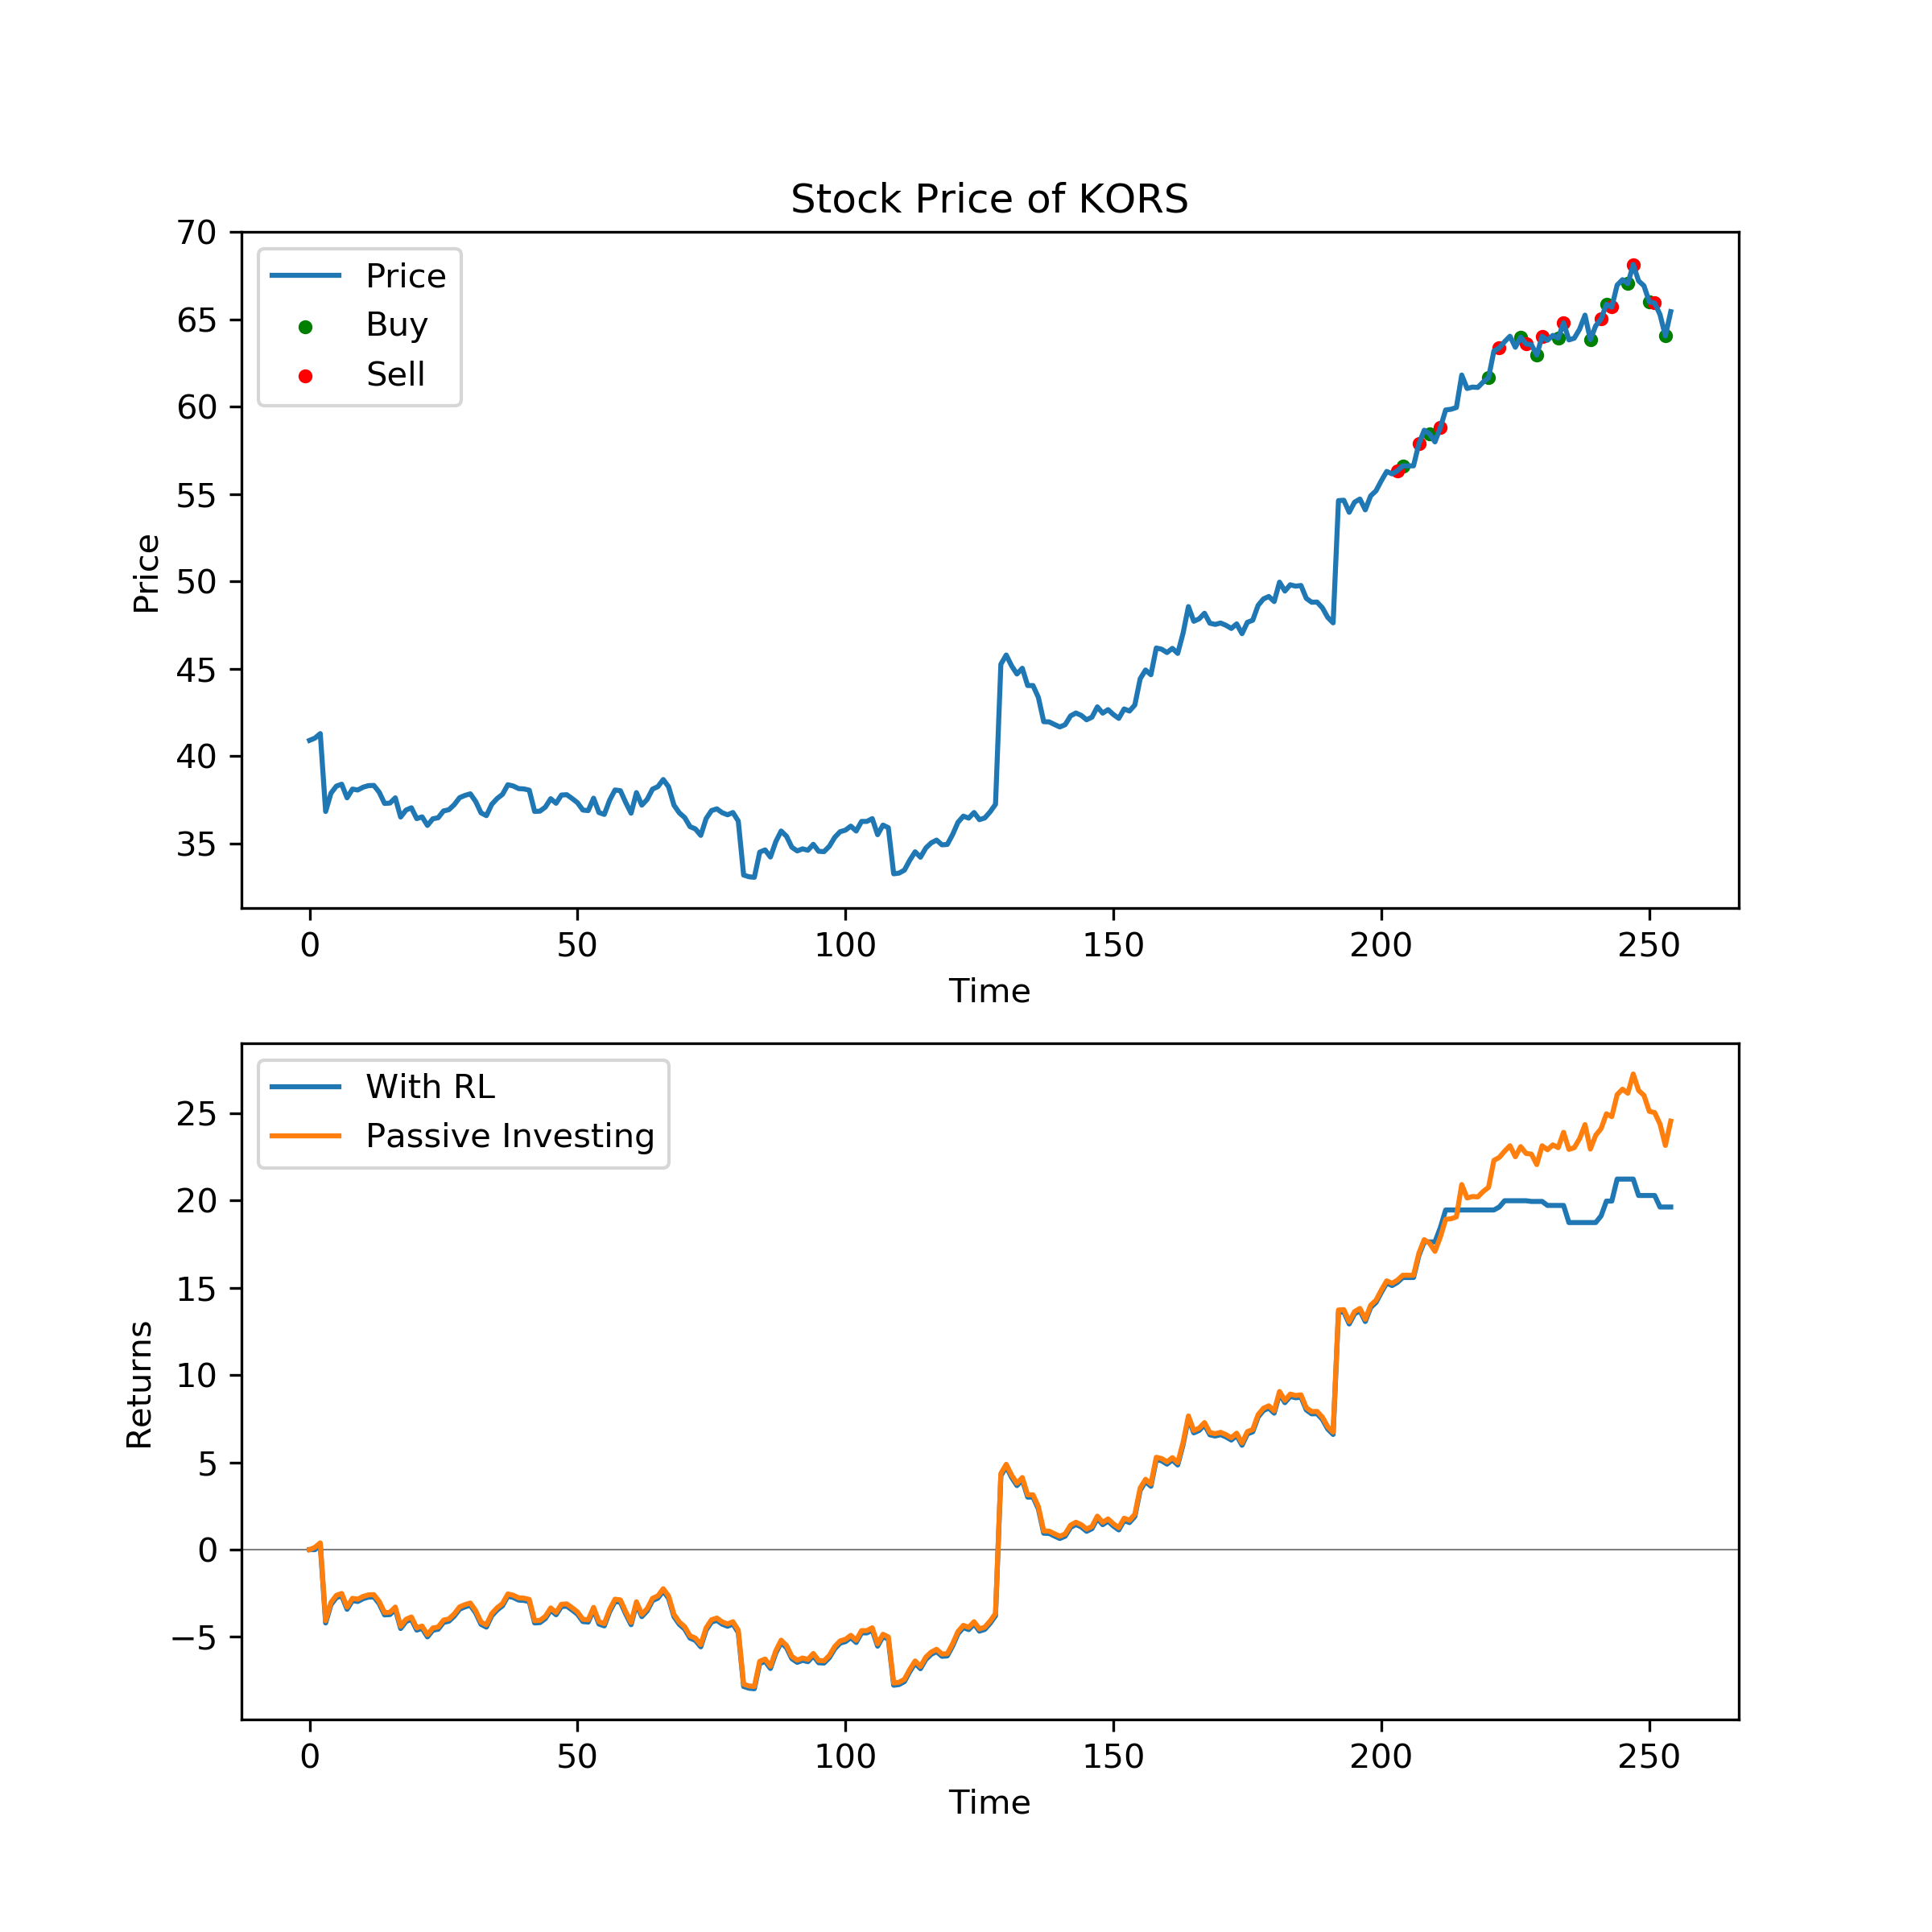 Stock Price of KORS
Price
Buy
Sell
70
65
60
55
50
45
40
35
Price
0 50 100 150 200 250
Time
With RL
Passive Investing
25
20
15
10
5
0
−5
Returns
0 50 100 150 200 250
Time